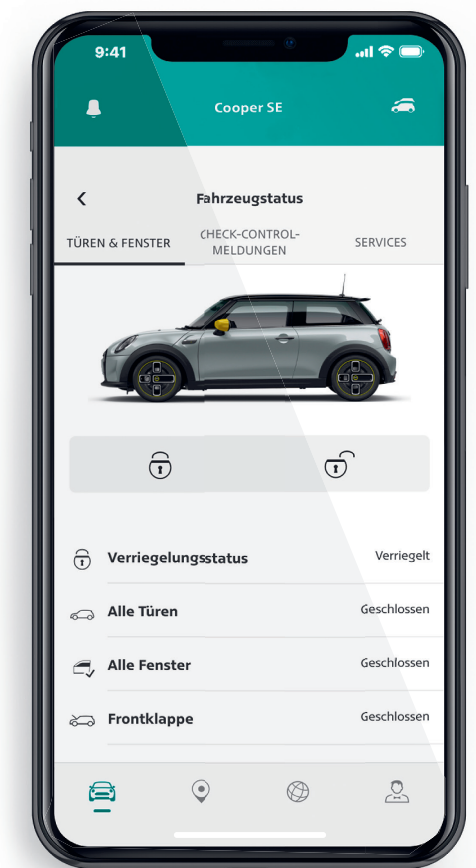 9:41
Cooper SE
Fahrzeugstatus
TÜREN & FENSTER
CHECK-CONTROL-
MELDUNGEN
SERVICES
Verriegelungsstatus Verriegelt
Alle Türen Geschlossen
Alle Fenster Geschlossen
Frontklappe Geschlossen